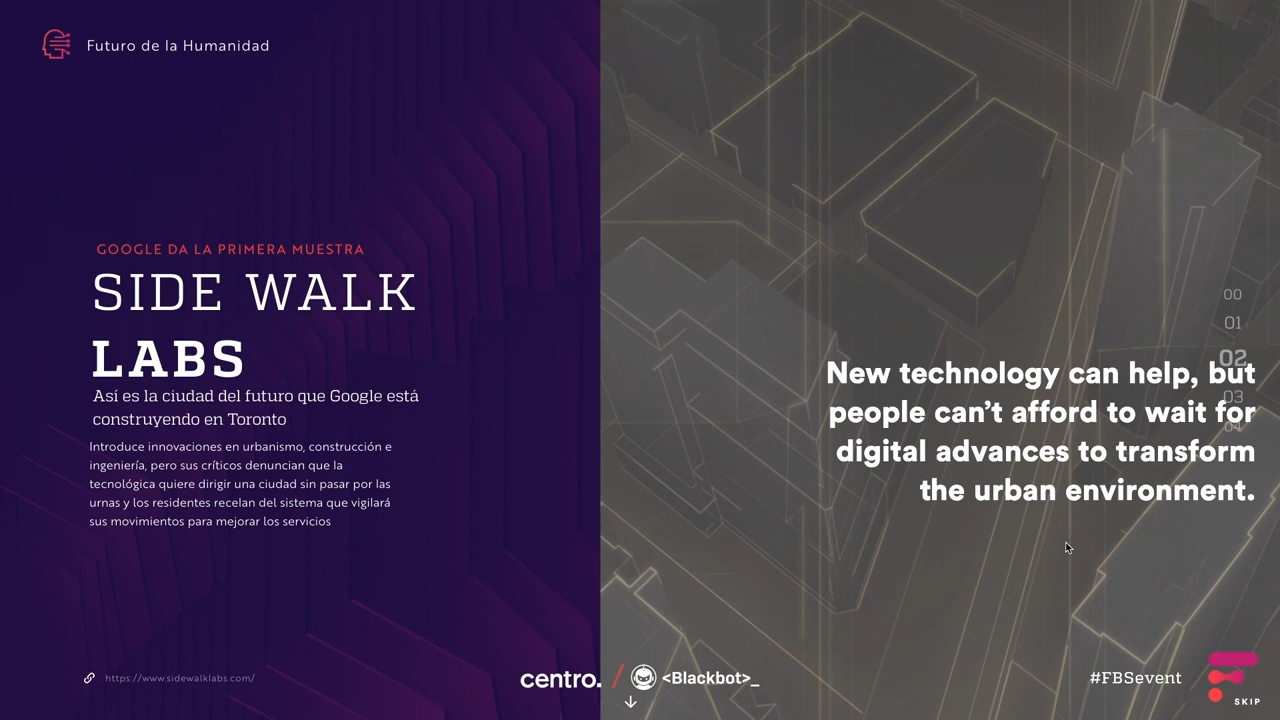 Futuro de la Humanidad
GOOGLE DA LA PRIMERA MUESTRA
SIDE WALK
LABS
Así es la ciudad del futuro que Google está
construyendo en Toronto
Introduce innovaciones en urbanismo, construcción e
ingeniería, pero sus críticos denuncian que la
tecnológica quiere dirigir una ciudad sin pasar por las
urnas y los residentes recelan del sistema que vigilará
sus movimientos para mejorar los servicios
https://www.sidewalklabs.com/
00
01
02
03
04
New technology can help, but
people can’t afford to wait for
digital advances to transform
the urban environment.
centro. / <Blackbot>_
#FBSevent
SKIP